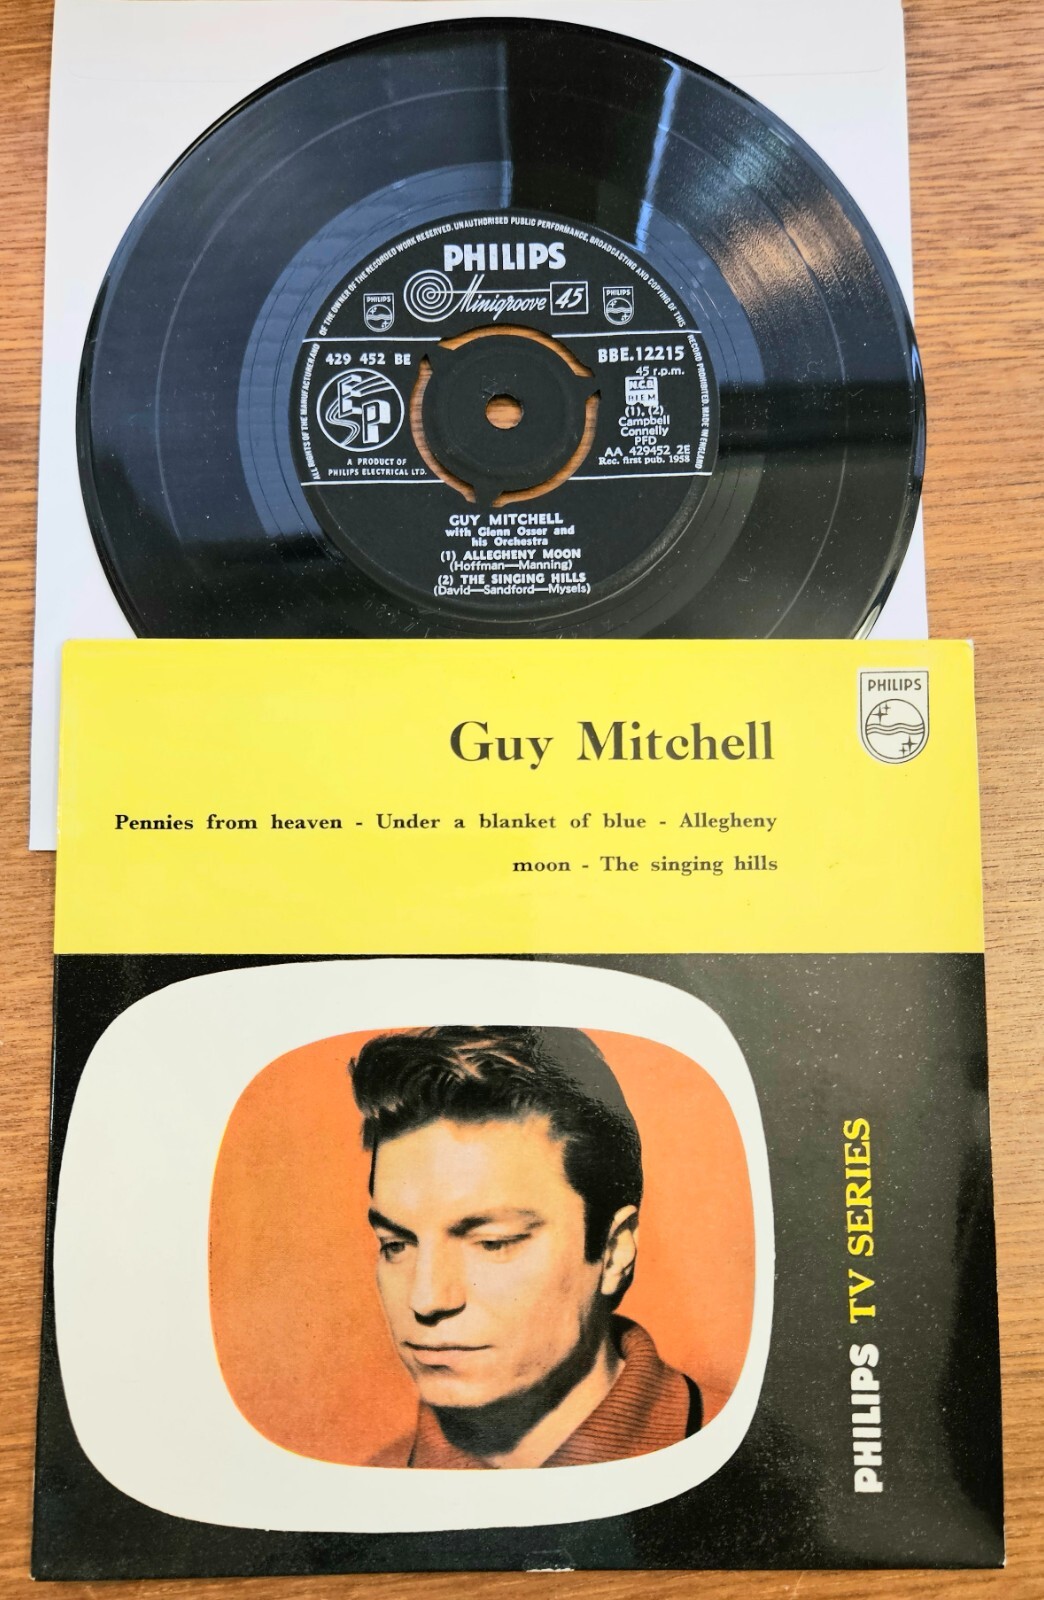 ALL RIGHTS OF THE MANUFACTURER AND OF THE OWNER OF THE RECORDED WORK RESERVED. UNAUTHORISED PUBLIC PERFORMANCE, BROADCASTING AND COPYING OF THIS RECORD PROHIBITED. MADE IN ENGLAND
PHILIPS
Minigroove 45
PHILIPS
PHILIPS
429 452 BE
BBE.12215
45 r.p.m.
N.C.B.
BIEM
(1), (2)
Campbell
Connelly
PFD
AA 429452 2E
Rec. first pub. 1958
EP
A PRODUCT OF
PHILIPS ELECTRICAL LTD.
GUY MITCHELL
with Glenn Osser and
his Orchestra
(1) ALLEGHENY MOON
(Hoffman—Manning)
(2) THE SINGING HILLS
(David—Sandford—Mysels)
PHILIPS
Guy Mitchell
Pennies from heaven - Under a blanket of blue - Allegheny
moon - The singing hills
PHILIPS TV SERIES